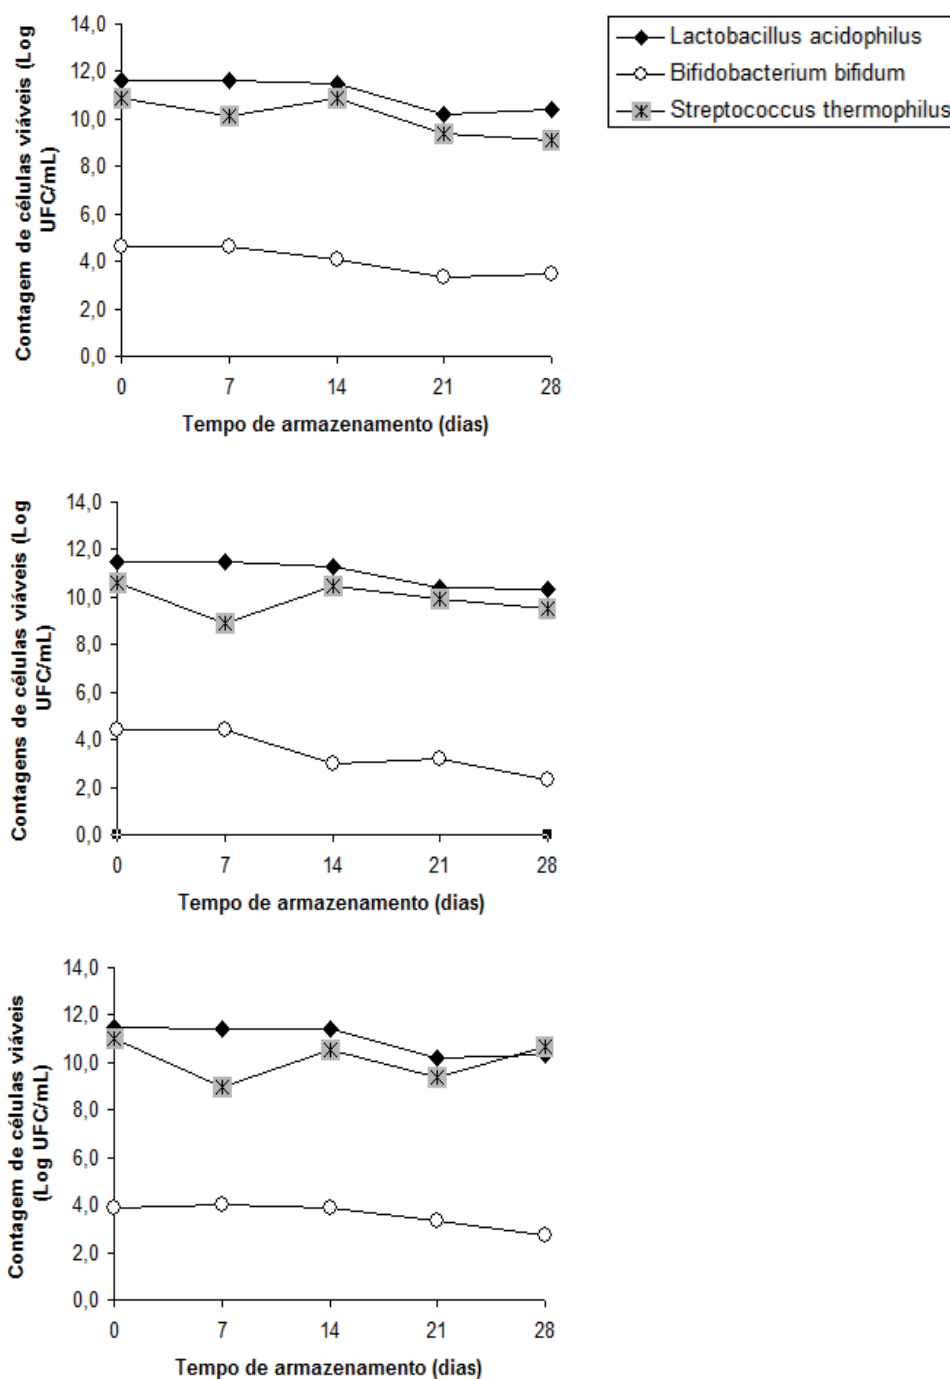 Contagem de células viáveis (Log
UFC/mL)
14,0
12,0
10,0
8,0
6,0
4,0
2,0
0,0
0 7 14 21 28
Tempo de armazenamento (dias)
Lactobacillus acidophilus
Bifidobacterium bifidum
Streptococcus thermophilus
Contagens de células viáveis (Log
UFC/mL)
14,0
12,0
10,0
8,0
6,0
4,0
2,0
0,0
0 7 14 21 28
Tempo de armazenamento (dias)
Contagem de células viáveis
(Log UFC/mL)
14,0
12,0
10,0
8,0
6,0
4,0
2,0
0,0
0 7 14 21 28
Tempo de armazenamento (dias)